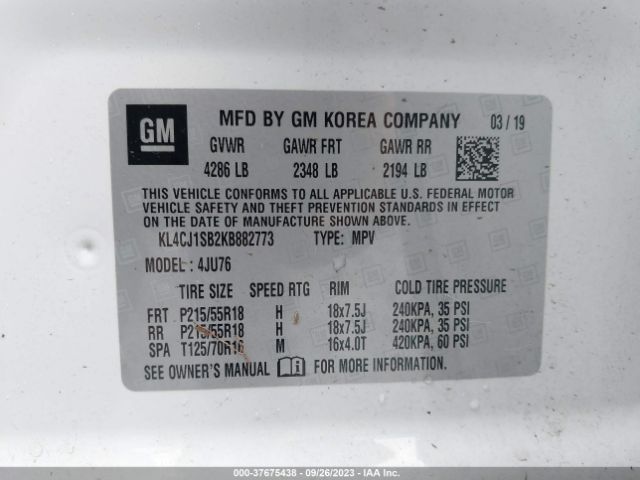 GM MFD BY GM KOREA COMPANY 03/19
GVWR GAWR FRT GAWR RR
4286 LB 2348 LB 2194 LB
THIS VEHICLE CONFORMS TO ALL APPLICABLE U.S. FEDERAL MOTOR
VEHICLE SAFETY AND THEFT PREVENTION STANDARDS IN EFFECT
ON THE DATE OF MANUFACTURE SHOWN ABOVE.
KL4CJ1SB2KB882773 TYPE: MPV
MODEL: 4JU76
TIRE SIZE SPEED RTG RIM COLD TIRE PRESSURE
FRT P215/55R18 H 18x7.5J 240KPA, 35 PSI
RR P215/55R18 H 18x7.5J 240KPA, 35 PSI
SPA T125/70R16 M 16x4.0T 420KPA, 60 PSI
SEE OWNER'S MANUAL FOR MORE INFORMATION
000-37675438 - 09/26/2023 - IAA Inc.